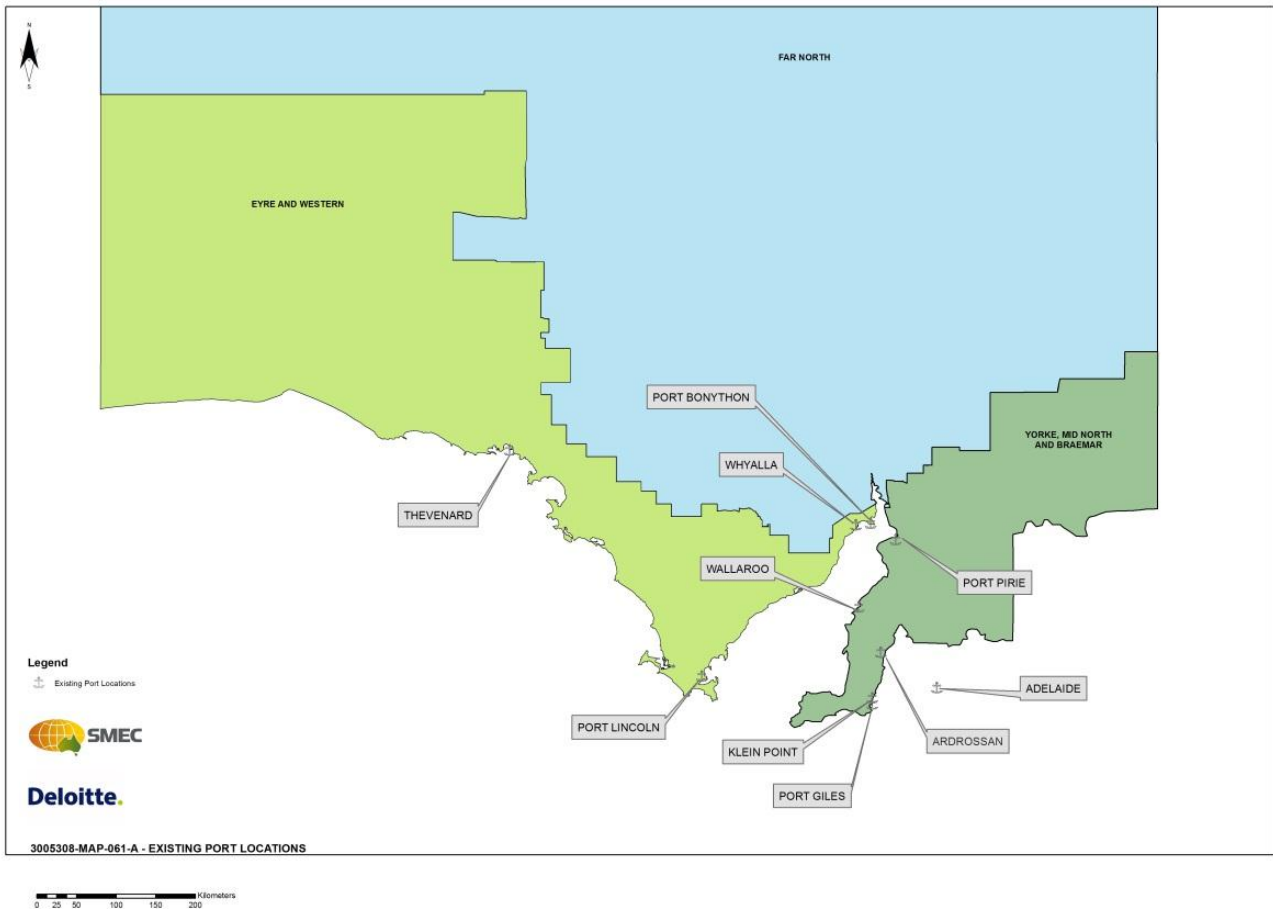 N
S
FAR NORTH
EYRE AND WESTERN
PORT BONYTHON
YORKE, MID NORTH
AND BRAEMAR
WHYALLA
THEVENARD
WALLAROO
PORT PIRIE
Legend
Existing Port Locations
ADELAIDE
SMEC
PORT LINCOLN
ARDROSSAN
KLEIN POINT
Deloitte.
PORT GILES
3005308-MAP-061-A - EXISTING PORT LOCATIONS
Kilometers
0 25 50 100 150 200